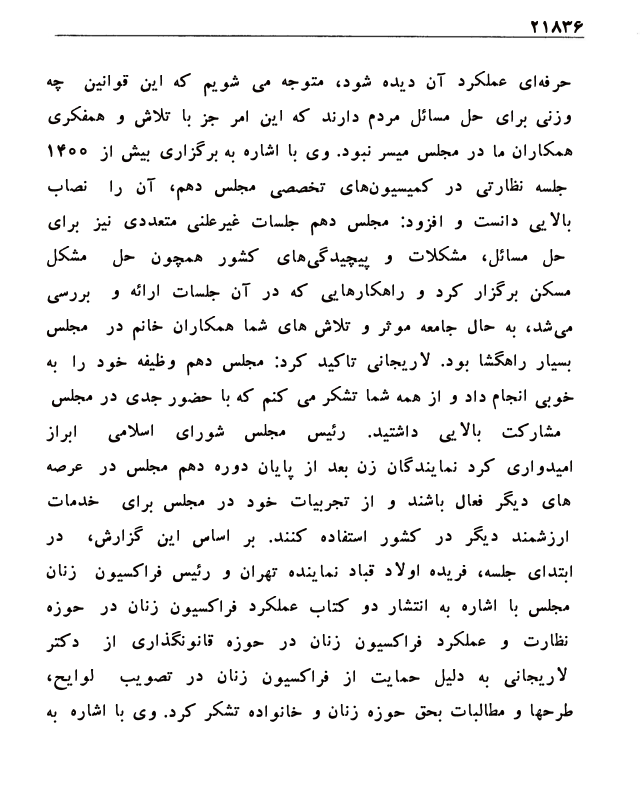 ۲۱۸۳۶
حرفه‌ای عملکرد آن دیده شود، متوجه می شویم که این قوانین چه
وزنی برای حل مسائل مردم دارند که این امر جز با تلاش و همفکری
همکاران ما در مجلس میسر نبود. وی با اشاره به برگزاری بیش از ۱۴۰۰
جلسه نظارتی در کمیسیون‌های تخصصی مجلس دهم، آن را نصاب
بالایی دانست و افزود: مجلس دهم جلسات غیرعلنی متعددی نیز برای
حل مسائل، مشکلات و پیچیدگی‌های کشور همچون حل مشکل
مسکن برگزار کرد و راهکارهایی که در آن جلسات ارائه و بررسی
می‌شد، به حال جامعه موثر و تلاش های شما همکاران خانم در مجلس
بسیار راهگشا بود. لاریجانی تاکید کرد: مجلس دهم وظیفه خود را به
خوبی انجام داد و از همه شما تشکر می کنم که با حضور جدی در مجلس
مشارکت بالایی داشتید. رئیس مجلس شورای اسلامی ابراز
امیدواری کرد نمایندگان زن بعد از پایان دوره دهم مجلس در عرصه
های دیگر فعال باشند و از تجربیات خود در مجلس برای خدمات
ارزشمند دیگر در کشور استفاده کنند. بر اساس این گزارش، در
ابتدای جلسه، فریده اولاد قباد نماینده تهران و رئیس فراکسیون زنان
مجلس با اشاره به انتشار دو کتاب عملکرد فراکسیون زنان در حوزه
نظارت و عملکرد فراکسیون زنان در حوزه قانونگذاری از دکتر
لاریجانی به دلیل حمایت از فراکسیون زنان در تصویب لوایح،
طرحها و مطالبات بحق حوزه زنان و خانواده تشکر کرد. وی با اشاره به